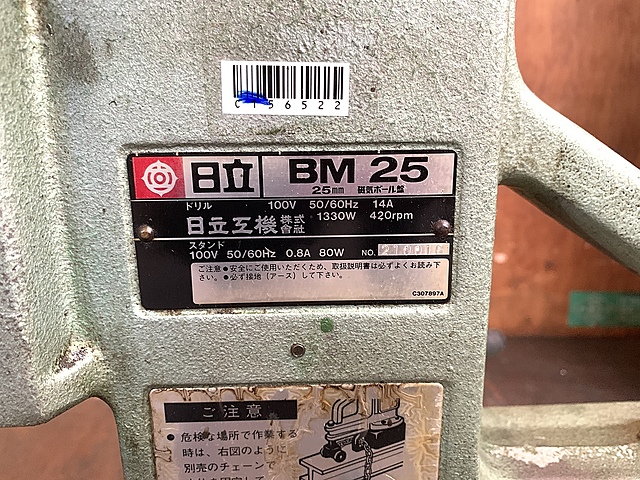 C156522
日立 BM 25
25mm 磁気ボール盤
ドリル 100V 50/60Hz 14A
日立工機株式会社 1330W 420rpm
スタンド
100V 50/60Hz 0.8A 80W NO.
ご注意●安全にご使用いただくため、取扱説明書は必ずよくお読み下
さい。●必ず接地(アース)して下さい。
C307897A
ご注意
●危険な場所で作業する
時は、右図のように
別売のチェーンで